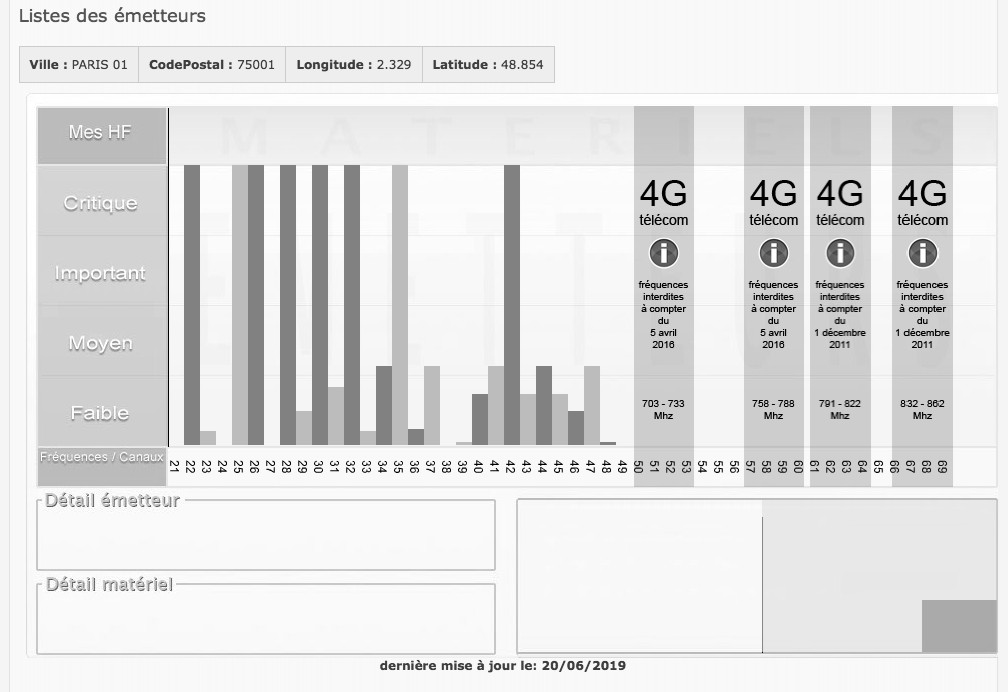 Listes des émetteurs
Ville : PARIS 01 CodePostal : 75001 Longitude : 2.329 Latitude : 48.854
Mes HF
MATERIELS
Critique
Important
Moyen
Faible
4G
télécom
fréquences
interdites
à compter
du
5 avril
2016
703 - 733
Mhz
4G
télécom
fréquences
interdites
à compter
du
5 avril
2016
758 - 788
Mhz
4G
télécom
fréquences
interdites
à compter
du
1 décembre
2011
791 - 822
Mhz
4G
télécom
fréquences
interdites
à compter
du
1 décembre
2011
832 - 862
Mhz
Fréquences / Canaux
21 22 23 24 25 26 27 28 29 30 31 32 33 34 35 36 37 38 39 40 41 42 43 44 45 46 47 48 49 50 51 52 53 54 55 56 57 58 59 60 61 62 63 64 65 66 67 68 69
Détail émetteur
Détail matériel
dernière mise à jour le: 20/06/2019